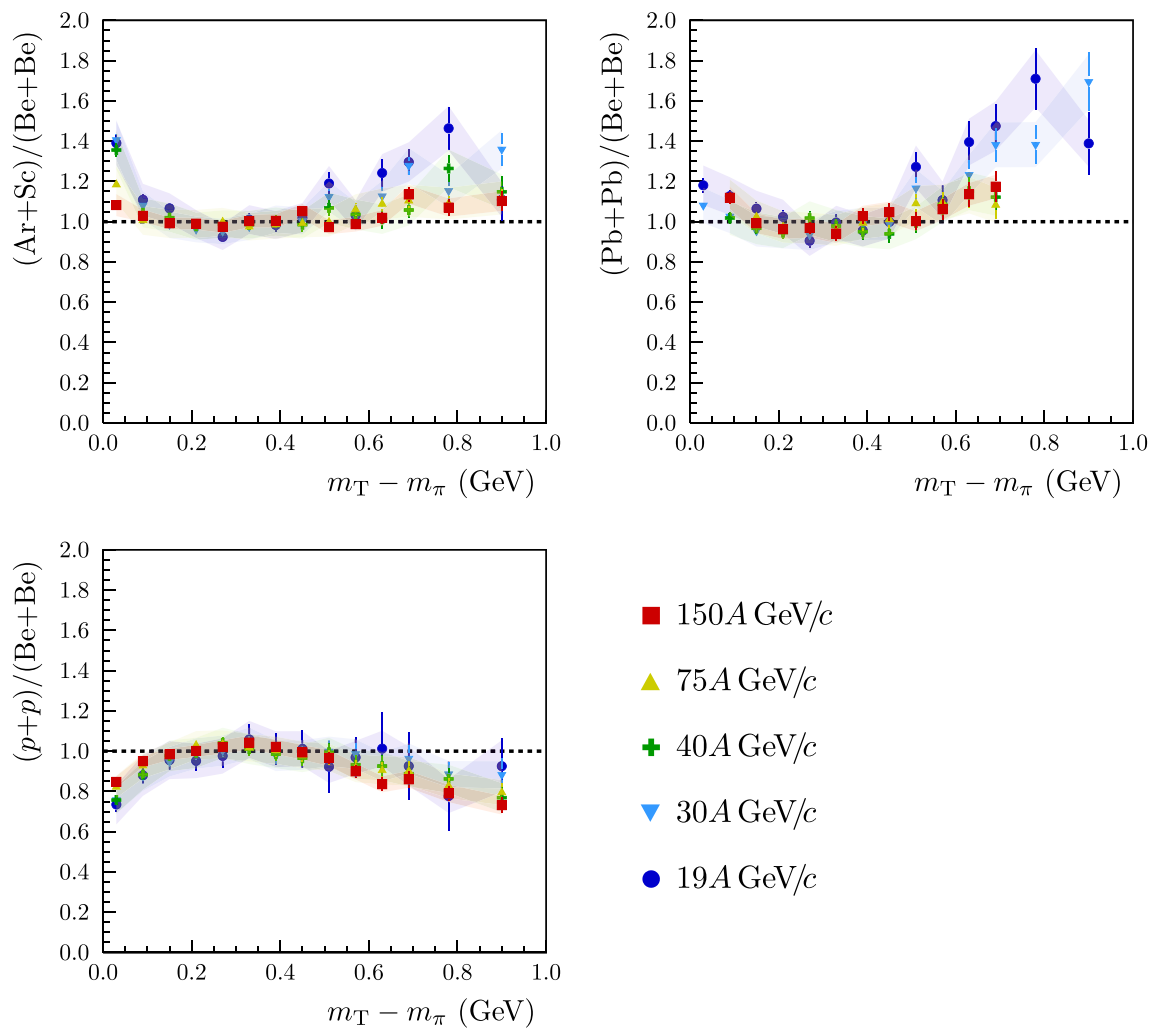 (Ar+Sc)/(Be+Be)
2.0
1.8
1.6
1.4
1.2
1.0
0.8
0.6
0.4
0.2
0.0
0.0 0.2 0.4 0.6 0.8 1.0
m_T − m_π (GeV)
(Pb+Pb)/(Be+Be)
2.0
1.8
1.6
1.4
1.2
1.0
0.8
0.6
0.4
0.2
0.0
0.0 0.2 0.4 0.6 0.8 1.0
m_T − m_π (GeV)
(p+p)/(Be+Be)
2.0
1.8
1.6
1.4
1.2
1.0
0.8
0.6
0.4
0.2
0.0
0.0 0.2 0.4 0.6 0.8 1.0
m_T − m_π (GeV)
150A GeV/c
75A GeV/c
40A GeV/c
30A GeV/c
19A GeV/c